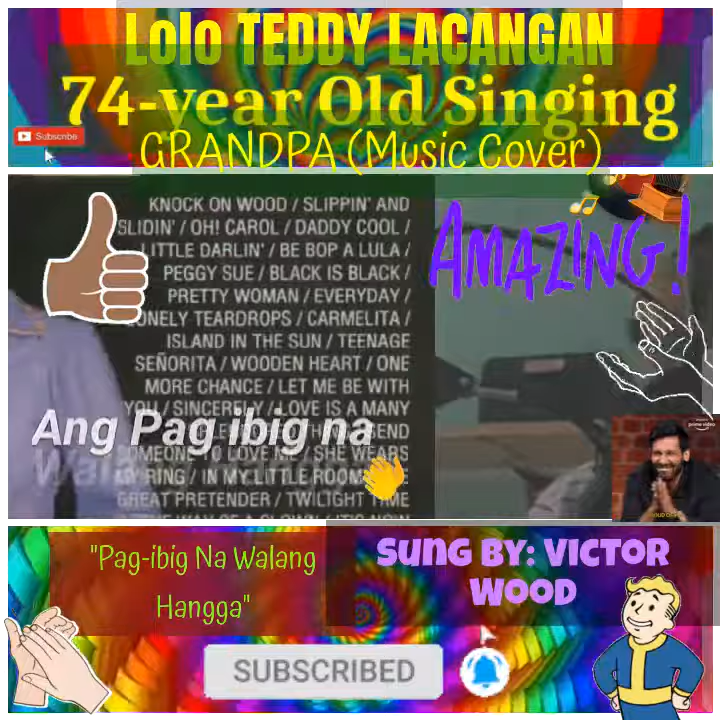 Lolo TEDDY LACANGAN
74-year Old Singing
Subscribe
GRANDPA (Music Cover)
KNOCK ON WOOD / SLIPPIN' AND
SLIDIN' / OH! CAROL / DADDY COOL /
LITTLE DARLIN' / BE BOP A LULA /
PEGGY SUE / BLACK IS BLACK /
PRETTY WOMAN / EVERYDAY /
LONELY TEARDROPS / CARMELITA /
ISLAND IN THE SUN / TEENAGE
SEÑORITA / WOODEN HEART / ONE
MORE CHANCE / LET ME BE WITH
YOU / SINCERELY / LOVE IS A MANY
SEND
Ang Pag ibig na
SOMEONE TO LOVE ME / SHE WEARS
MY RING / IN MY LITTLE ROOM
GREAT PRETENDER / TWILIGHT TIME
AMAZING!
prime video
"Pag-ibig Na Walang
Hangga"
SUNG BY: VICTOR
WOOD
SUBSCRIBED